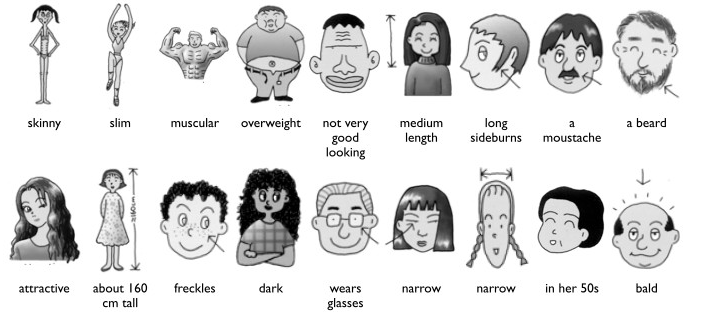 skinny
slim
muscular
overweight
not very
good
looking
medium
length
long
sideburns
a
moustache
a beard
attractive
about 160
cm tall
freckles
dark
wears
glasses
narrow
narrow
in her 50s
bald